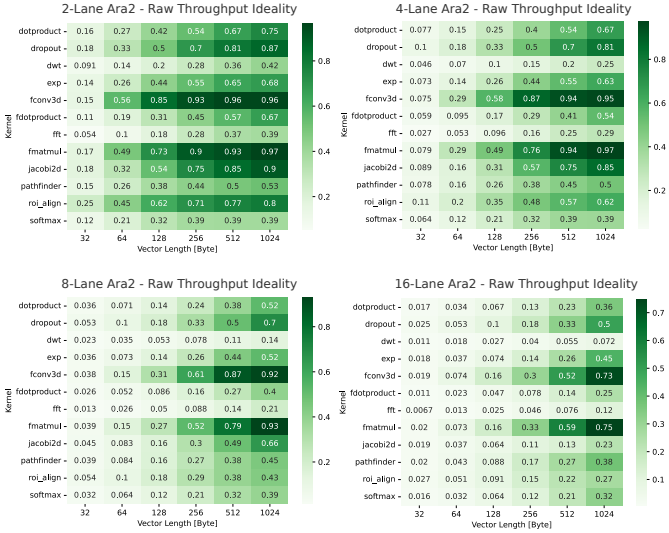 2-Lane Ara2 - Raw Throughput Ideality
dotproduct 0.16 0.27 0.42 0.54 0.67 0.75
dropout 0.18 0.33 0.5 0.7 0.81 0.87
dwt 0.091 0.14 0.2 0.28 0.36 0.42
exp 0.14 0.26 0.44 0.55 0.65 0.68
fconv3d 0.15 0.56 0.85 0.93 0.96 0.96
fdotproduct 0.11 0.19 0.31 0.45 0.57 0.67
fft 0.054 0.1 0.18 0.28 0.37 0.39
fmatmul 0.17 0.49 0.73 0.9 0.93 0.97
jacobi2d 0.18 0.32 0.54 0.75 0.85 0.9
pathfinder 0.15 0.26 0.38 0.44 0.5 0.53
roi_align 0.25 0.45 0.62 0.71 0.77 0.8
softmax 0.12 0.21 0.32 0.39 0.39 0.39
32 64 128 256 512 1024
Vector Length [Byte]
Kernel
0.8
0.6
0.4
0.2
4-Lane Ara2 - Raw Throughput Ideality
dotproduct 0.077 0.15 0.25 0.4 0.54 0.67
dropout 0.1 0.18 0.33 0.5 0.7 0.81
dwt 0.046 0.07 0.1 0.15 0.2 0.25
exp 0.073 0.14 0.26 0.44 0.55 0.63
fconv3d 0.075 0.29 0.58 0.87 0.94 0.95
fdotproduct 0.059 0.095 0.17 0.29 0.41 0.54
fft 0.027 0.053 0.096 0.16 0.25 0.29
fmatmul 0.079 0.29 0.49 0.76 0.94 0.97
jacobi2d 0.089 0.16 0.31 0.57 0.75 0.85
pathfinder 0.078 0.16 0.26 0.38 0.45 0.5
roi_align 0.11 0.2 0.35 0.48 0.57 0.62
softmax 0.064 0.12 0.21 0.32 0.39 0.39
32 64 128 256 512 1024
Vector Length [Byte]
Kernel
0.8
0.6
0.4
0.2
8-Lane Ara2 - Raw Throughput Ideality
dotproduct 0.036 0.071 0.14 0.24 0.38 0.52
dropout 0.053 0.1 0.18 0.33 0.5 0.7
dwt 0.023 0.035 0.053 0.078 0.11 0.14
exp 0.036 0.073 0.14 0.26 0.44 0.52
fconv3d 0.038 0.15 0.31 0.61 0.87 0.92
fdotproduct 0.026 0.052 0.086 0.16 0.27 0.4
fft 0.013 0.026 0.05 0.088 0.14 0.21
fmatmul 0.039 0.15 0.27 0.52 0.79 0.93
jacobi2d 0.045 0.083 0.16 0.3 0.49 0.66
pathfinder 0.039 0.084 0.16 0.27 0.38 0.45
roi_align 0.054 0.1 0.18 0.29 0.38 0.43
softmax 0.032 0.064 0.12 0.21 0.32 0.39
32 64 128 256 512 1024
Vector Length [Byte]
Kernel
0.8
0.6
0.4
0.2
16-Lane Ara2 - Raw Throughput Ideality
dotproduct 0.017 0.034 0.067 0.13 0.23 0.36
dropout 0.025 0.053 0.1 0.18 0.33 0.5
dwt 0.011 0.018 0.027 0.04 0.055 0.072
exp 0.018 0.037 0.074 0.14 0.26 0.45
fconv3d 0.019 0.074 0.16 0.3 0.52 0.73
fdotproduct 0.011 0.023 0.047 0.078 0.14 0.25
fft 0.0067 0.013 0.025 0.046 0.076 0.12
fmatmul 0.02 0.073 0.16 0.33 0.59 0.75
jacobi2d 0.019 0.037 0.064 0.11 0.13 0.23
pathfinder 0.02 0.043 0.088 0.17 0.27 0.38
roi_align 0.027 0.051 0.091 0.15 0.22 0.27
softmax 0.016 0.032 0.064 0.12 0.21 0.32
32 64 128 256 512 1024
Vector Length [Byte]
Kernel
0.7
0.6
0.5
0.4
0.3
0.2
0.1